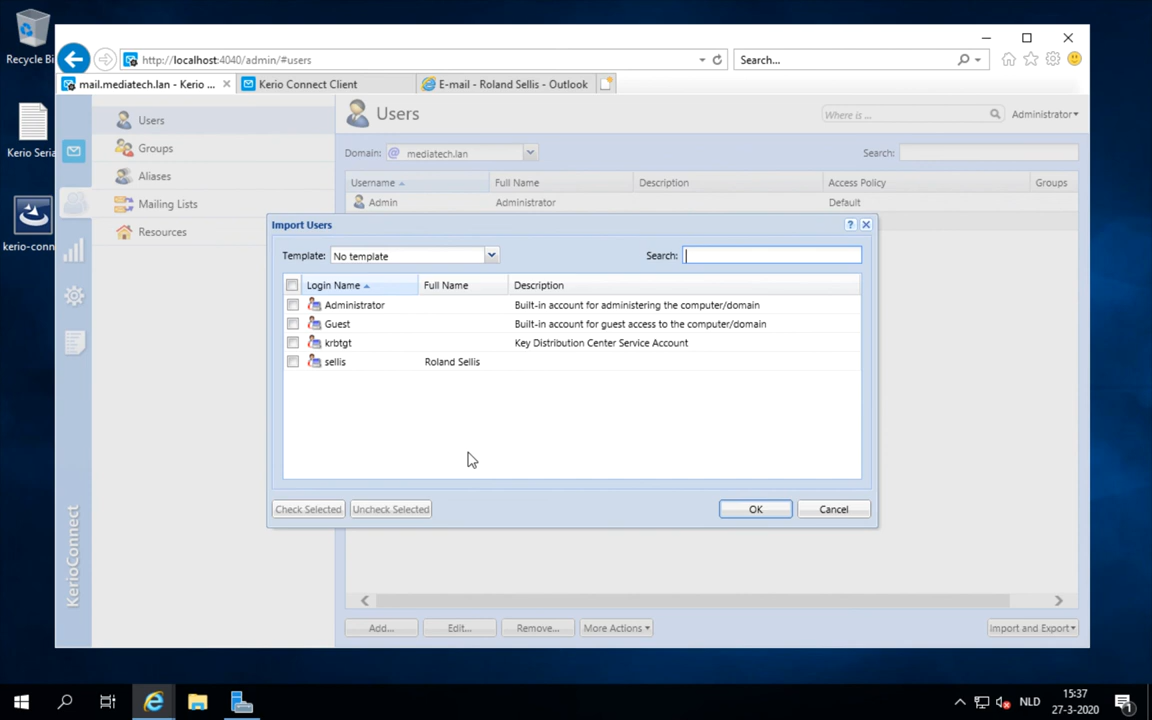 Recycle Bi
Kerio Seria
kerio-conn
http://localhost:4040/admin/#users
Search...
mail.mediatech.lan - Kerio ...
Kerio Connect Client
E-mail - Roland Sellis - Outlook
Users
Groups
Aliases
Mailing Lists
Resources
KerioConnect
Users
Where is ...
Administrator
Domain: mediatech.lan
Search:
Username Full Name Description Access Policy Groups
Admin Administrator Default
Import Users
Template: No template
Search:
Login Name Full Name Description
Administrator Built-in account for administering the computer/domain
Guest Built-in account for guest access to the computer/domain
krbtgt Key Distribution Center Service Account
sellis Roland Sellis
Check Selected Uncheck Selected OK Cancel
Add... Edit... Remove... More Actions Import and Export
NLD
15:37
27-3-2020
1